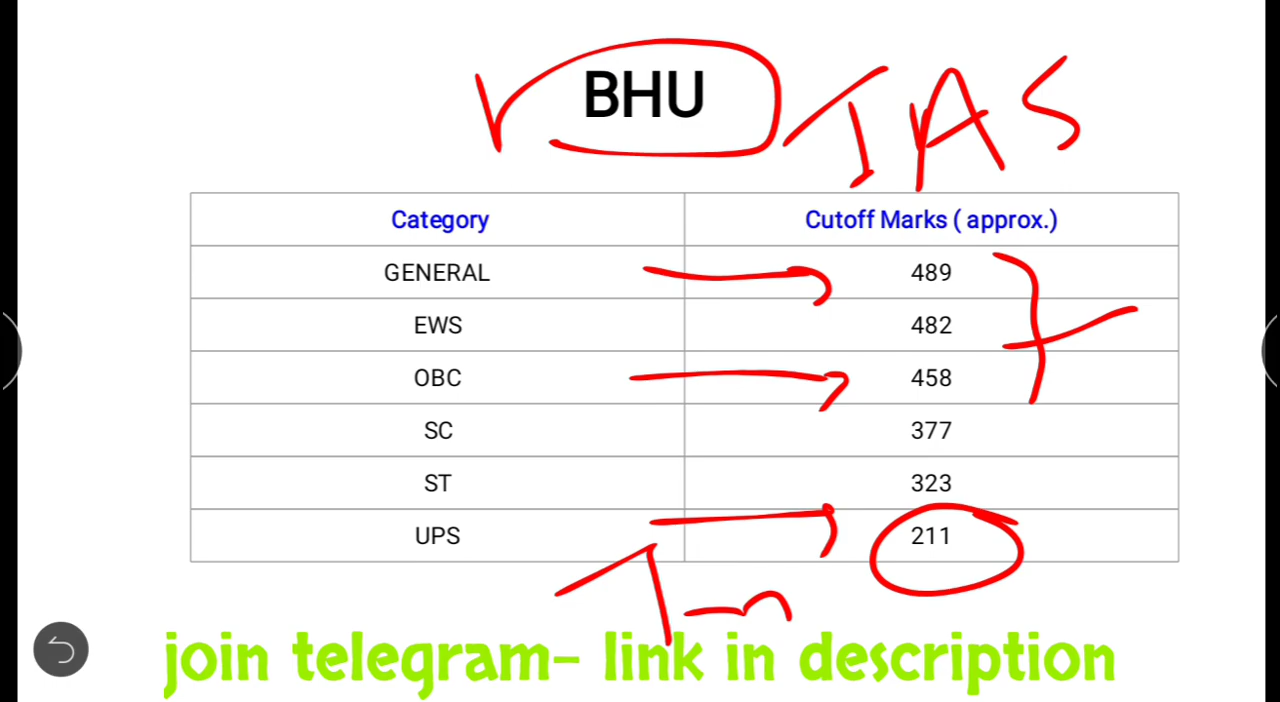 BHU IAS
Category Cutoff Marks ( approx.)
GENERAL 489
EWS 482
OBC 458
SC 377
ST 323
UPS 211
join telegram- link in description